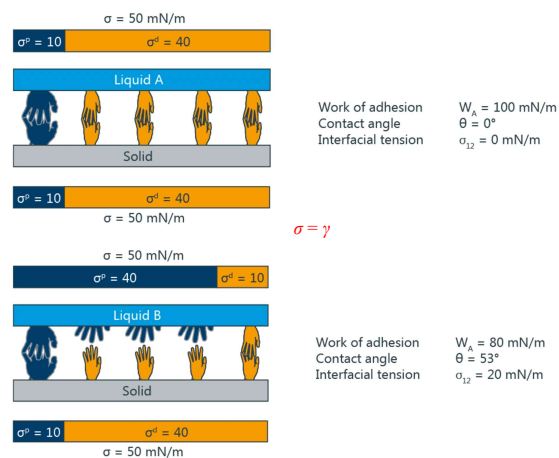 σ = 50 mN/m
σᵖ = 10 σᵈ = 40
Liquid A
Solid
σᵖ = 10 σᵈ = 40
σ = 50 mN/m
Work of adhesion W_A = 100 mN/m
Contact angle θ = 0°
Interfacial tension σ₁₂ = 0 mN/m
σ = γ
σ = 50 mN/m
σᵖ = 40 σᵈ = 10
Liquid B
Solid
σᵖ = 10 σᵈ = 40
σ = 50 mN/m
Work of adhesion W_A = 80 mN/m
Contact angle θ = 53°
Interfacial tension σ₁₂ = 20 mN/m